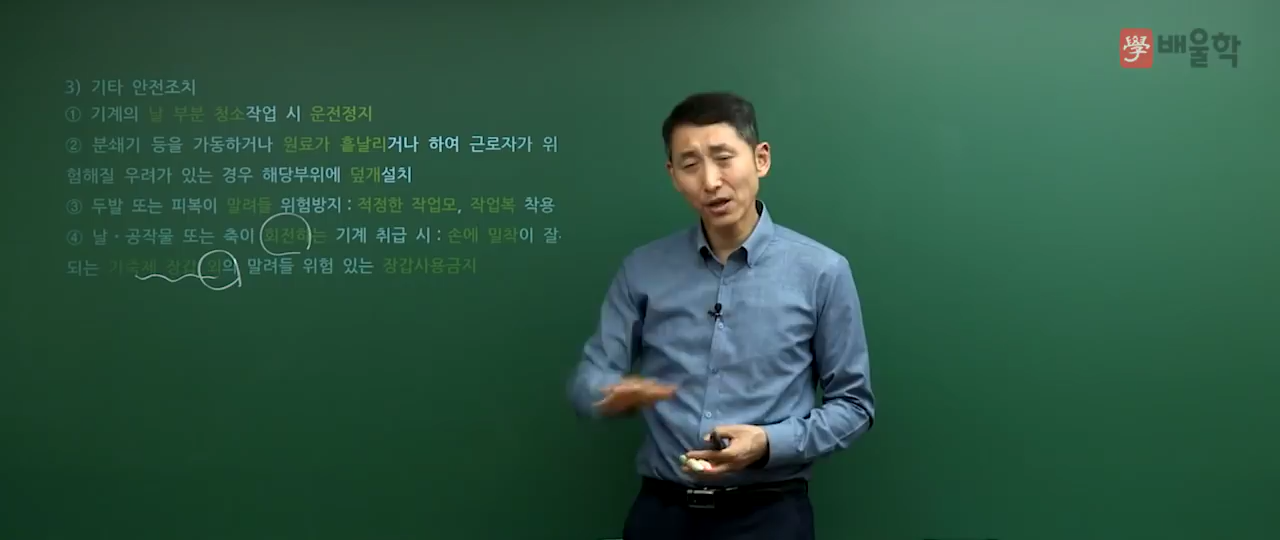 學 배울학
3) 기타 안전조치
① 기계의 날 부분 청소작업 시 운전정지
② 분쇄기 등을 가동하거나 원료가 흩날리거나 하여 근로자가 위
험해질 우려가 있는 경우 해당부위에 덮개설치
③ 두발 또는 피복이 말려들 위험방지 : 적정한 작업모, 작업복 착용
④ 날·공작물 또는 축이 회전하는 기계 취급 시 : 손에 밀착이 잘
되는 가죽제 장갑 외의 말려들 위험 있는 장갑사용금지